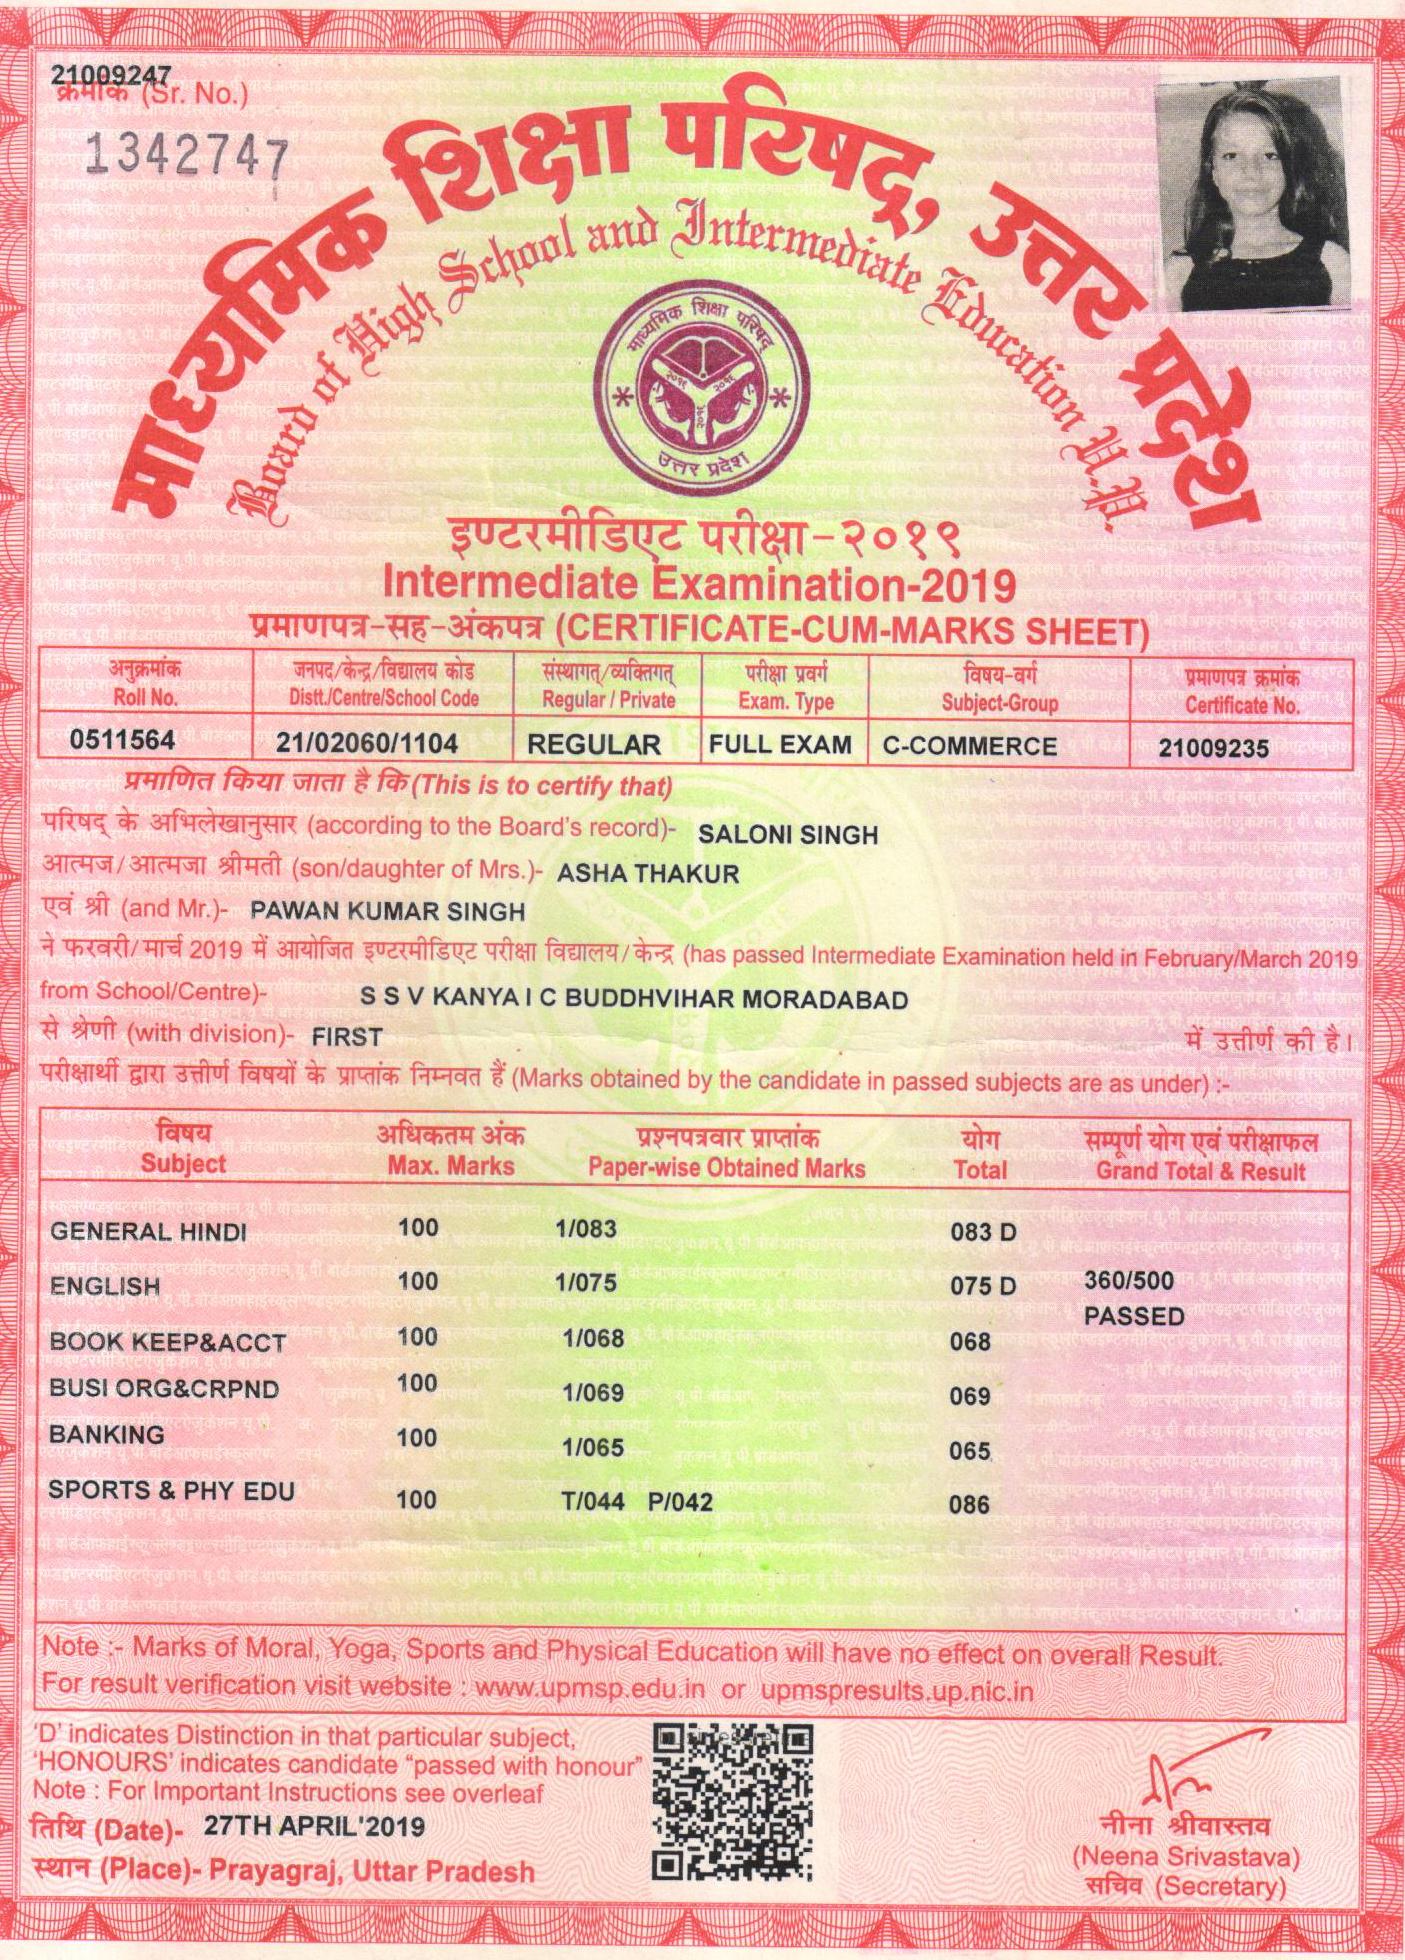 21009247
क्रमांक (Sr. No.)
1342747
माध्यमिक शिक्षा परिषद्, उत्तर प्रदेश
Board of High School and Intermediate Education U.P.
माध्यमिक शिक्षा परिषद्
उत्तर प्रदेश
इण्टरमीडिएट परीक्षा-२०१९
Intermediate Examination-2019
प्रमाणपत्र-सह-अंकपत्र (CERTIFICATE-CUM-MARKS SHEET)
अनुक्रमांक जनपद/केन्द्र/विद्यालय कोड संस्थागत/व्यक्तिगत् परीक्षा प्रवर्ग विषय-वर्ग प्रमाणपत्र क्रमांक
Roll No. Distt./Centre/School Code Regular / Private Exam. Type Subject-Group Certificate No.
0511564 21/02060/1104 REGULAR FULL EXAM C-COMMERCE 21009235
प्रमाणित किया जाता है कि (This is to certify that)
परिषद् के अभिलेखानुसार (according to the Board's record)- SALONI SINGH
आत्मज/आत्मजा श्रीमती (son/daughter of Mrs.)- ASHA THAKUR
एवं श्री (and Mr.)- PAWAN KUMAR SINGH
ने फरवरी/मार्च 2019 में आयोजित इण्टरमीडिएट परीक्षा विद्यालय/केन्द्र (has passed Intermediate Examination held in February/March 2019
from School/Centre)- S S V KANYA I C BUDDHVIHAR MORADABAD
से श्रेणी (with division)- FIRST में उत्तीर्ण की है।
परीक्षार्थी द्वारा उत्तीर्ण विषयों के प्राप्तांक निम्नवत हैं (Marks obtained by the candidate in passed subjects are as under) :-
विषय अधिकतम अंक प्रश्नपत्रवार प्राप्तांक योग सम्पूर्ण योग एवं परीक्षाफल
Subject Max. Marks Paper-wise Obtained Marks Total Grand Total & Result
GENERAL HINDI 100 1/083 083 D
ENGLISH 100 1/075 075 D 360/500
PASSED
BOOK KEEP&ACCT 100 1/068 068
BUSI ORG&CRPND 100 1/069 069
BANKING 100 1/065 065
SPORTS & PHY EDU 100 T/044 P/042 086
Note :- Marks of Moral, Yoga, Sports and Physical Education will have no effect on overall Result.
For result verification visit website : www.upmsp.edu.in or upmspresults.up.nic.in
'D' indicates Distinction in that particular subject,
'HONOURS' indicates candidate "passed with honour"
Note : For Important Instructions see overleaf
तिथि (Date)- 27TH APRIL'2019
स्थान (Place)- Prayagraj, Uttar Pradesh
नीना श्रीवास्तव
(Neena Srivastava)
सचिव (Secretary)